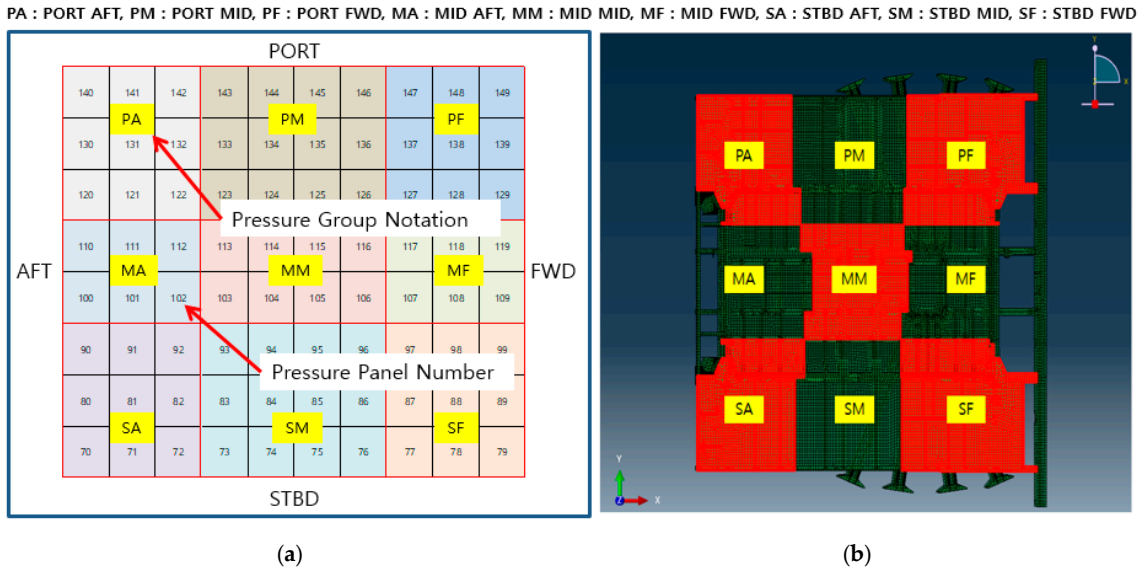 PA : PORT AFT, PM : PORT MID, PF : PORT FWD, MA : MID AFT, MM : MID MID, MF : MID FWD, SA : STBD AFT, SM : STBD MID, SF : STBD FWD
PORT
140 141 142 143 144 145 146 147 148 149
PA PM PF
130 131 132 133 134 135 136 137 138 139
120 121 122 123 124 125 126 127 128 129
Pressure Group Notation
110 111 112 113 114 115 116 117 118 119
AFT MA MM MF FWD
100 101 102 103 104 105 106 107 108 109
90 91 92 93 94 95 96 97 98 99
Pressure Panel Number
80 81 82 83 84 85 86 87 88 89
SA SM SF
70 71 72 73 74 75 76 77 78 79
STBD
(a)
Y
Z X
PA PM PF
MA MM MF
SA SM SF
Y
Z X
(b)